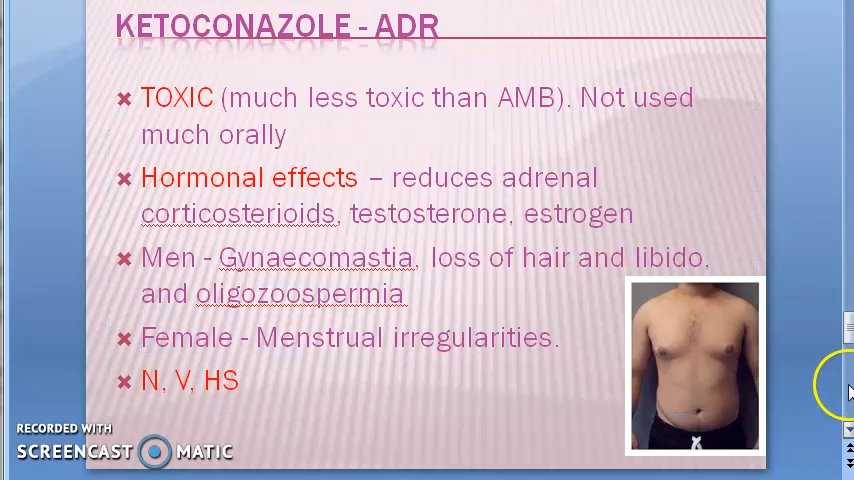 KETOCONAZOLE - ADR
TOXIC (much less toxic than AMB). Not used
much orally
Hormonal effects – reduces adrenal
corticosterioids, testosterone, estrogen
Men - Gynaecomastia, loss of hair and libido,
and oligozoospermia
Female - Menstrual irregularities.
N, V, HS
RECORDED WITH
SCREENCAST MATIC